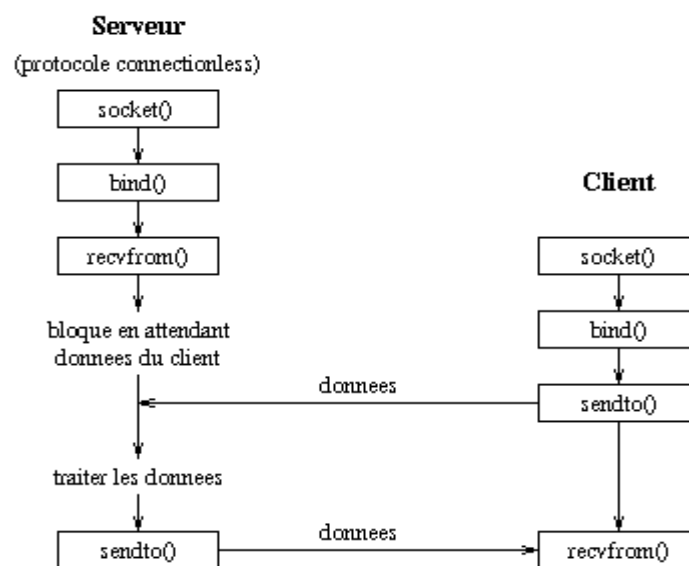 Serveur
(protocole connectionless)
socket()
bind()
recvfrom()
bloque en attendant
donnees du client
traiter les donnees
sendto()
donnees
donnees
Client
socket()
bind()
sendto()
recvfrom()